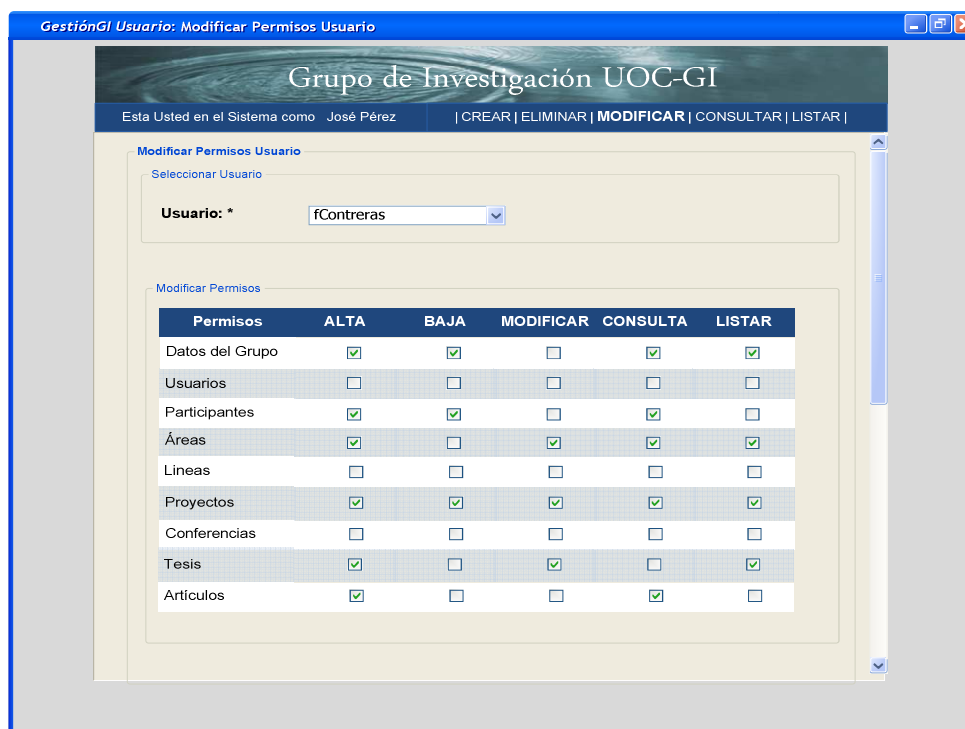 GestiónGI Usuario: Modificar Permisos Usuario
Grupo de Investigación UOC-GI
Esta Usted en el Sistema como José Pérez | CREAR | ELIMINAR | MODIFICAR | CONSULTAR | LISTAR |
Modificar Permisos Usuario
Seleccionar Usuario
Usuario: * fContreras
Modificar Permisos
Permisos ALTA BAJA MODIFICAR CONSULTA LISTAR
Datos del Grupo
Usuarios
Participantes
Áreas
Lineas
Proyectos
Conferencias
Tesis
Artículos